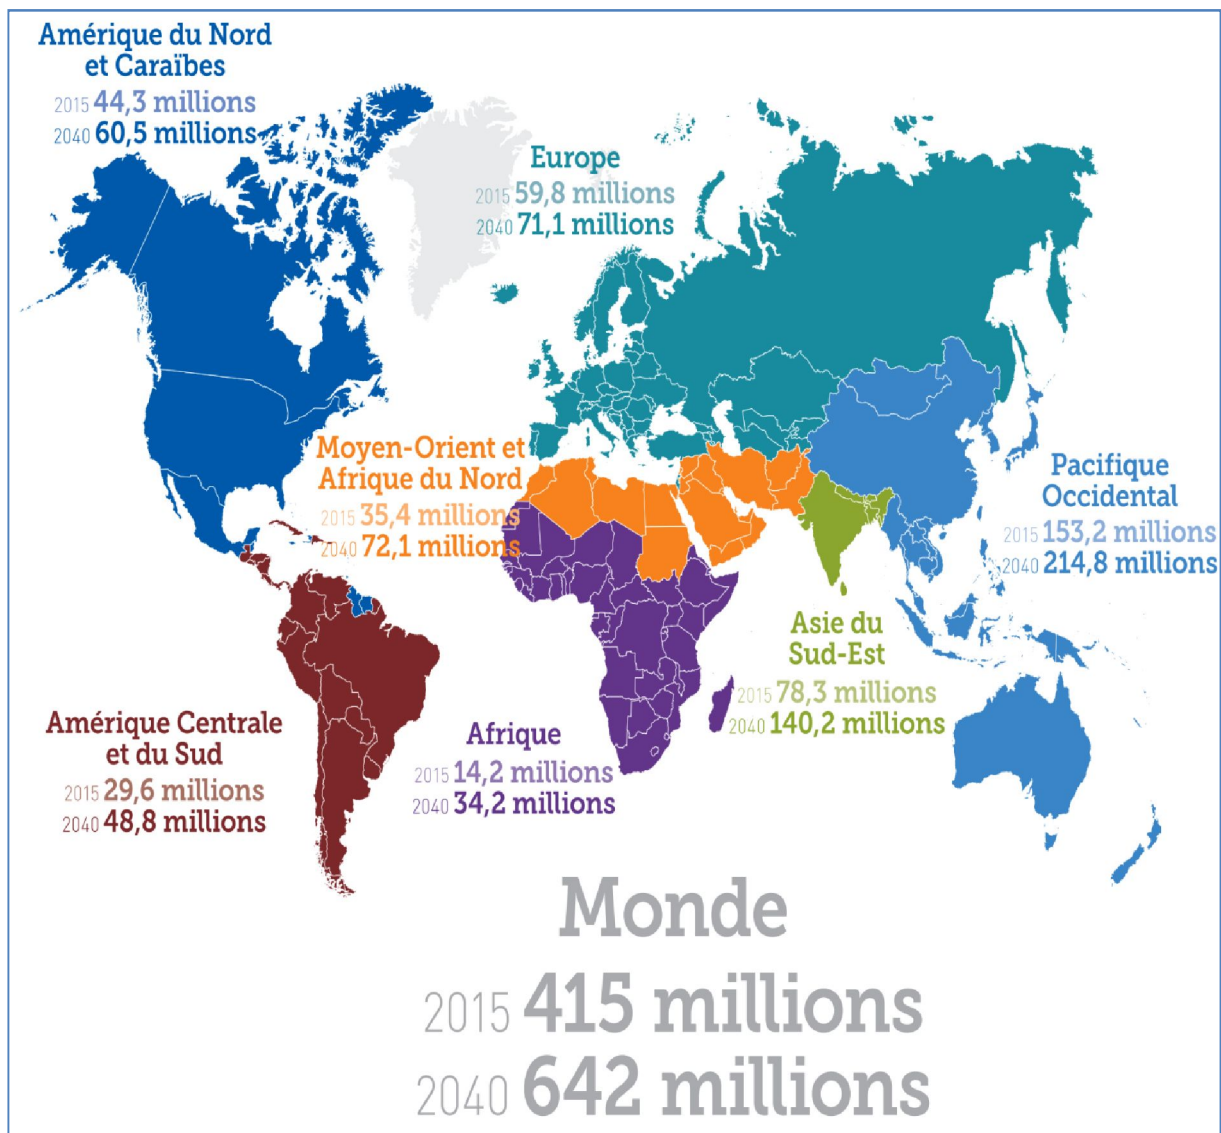 Amérique du Nord
et Caraïbes
2015 44,3 millions
2040 60,5 millions
Europe
2015 59,8 millions
2040 71,1 millions
Moyen-Orient et
Afrique du Nord
2015 35,4 millions
2040 72,1 millions
Pacifique
Occidental
2015 153,2 millions
2040 214,8 millions
Asie du
Sud-Est
2015 78,3 millions
2040 140,2 millions
Amérique Centrale
et du Sud
2015 29,6 millions
2040 48,8 millions
Afrique
2015 14,2 millions
2040 34,2 millions
Monde
2015 415 millions
2040 642 millions